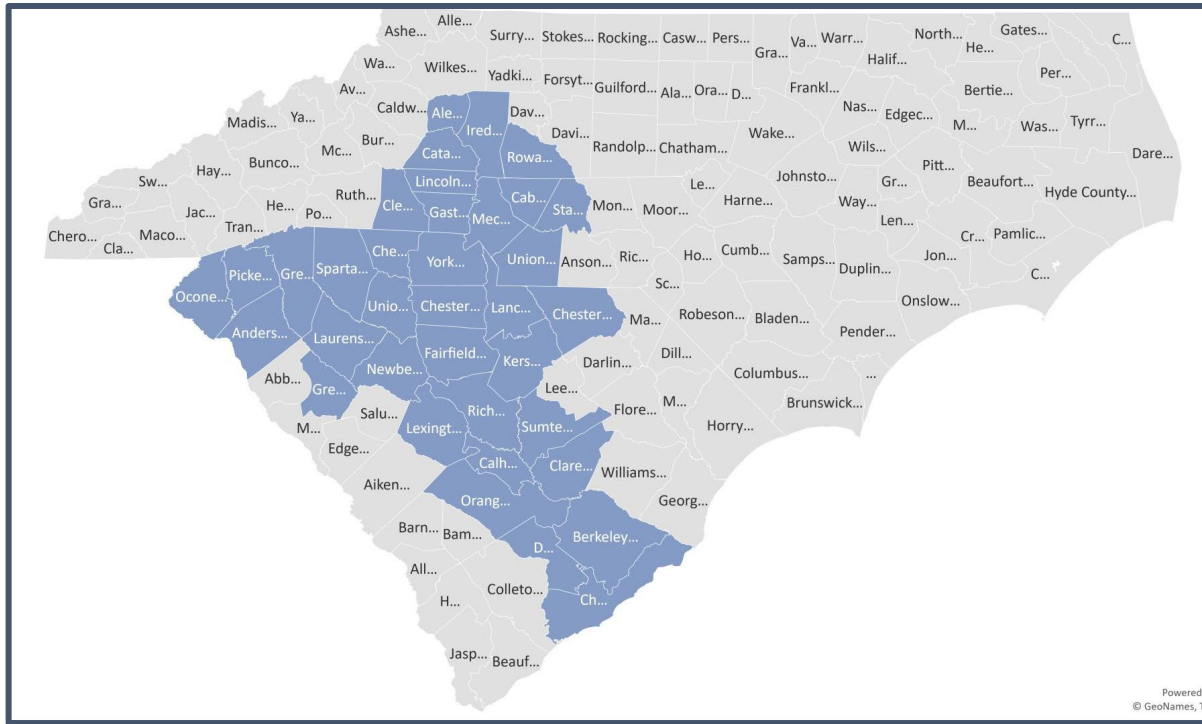 Alle...
Ashe...
Surry...
Stokes...
Rocking...
Casw...
Pers...
Gra...
Va...
Warr...
North...
He...
Gates...
C...
Wa...
Wilkes...
Yadki...
Forsyt...
Guilford...
Ala...
Ora...
D...
Frankl...
Halif...
Bertie...
Per...
Av...
Caldw...
Ale...
Ired...
Dav...
Davi...
Randolp...
Chatham...
Wake...
Nas...
Edgec...
M...
Was...
Tyrr...
Dare...
Madis...
Ya...
Mc...
Bur...
Cata...
Rowa...
Wils...
Pitt...
Beaufort...
Hyde County...
Sw...
Hay...
Bunco...
Ruth...
Lincoln...
Cab...
Sta...
Mon...
Moor...
Le...
Harne...
Johnsto...
Way...
Gr...
Len...
Gra...
Jac...
He...
Po...
Cle...
Gast...
Mec...
Chero...
Cla...
Maco...
Tran...
Cr...
Pamlic...
Jon...
C...
Ocone...
Picke...
Gre...
Sparta...
Che...
York...
Union...
Anson...
Ric...
Ho...
Sc...
Cumb...
Samps...
Duplin...
Onslow...
Anders...
Laurens...
Unio...
Chester...
Lanc...
Chester...
Ma...
Robeson...
Bladen...
Pender...
Abb...
Gre...
Newbe...
Fairfield...
Kers...
Darlin...
Dill...
Columbus...
...
Brunswick...
M...
Edge...
Salu...
Lexingt...
Rich...
Sumte...
Lee...
Flore...
M...
Horry...
Aiken...
Calh...
Clare...
Williams...
Georg...
Orang...
Barn...
Bam...
D...
Berkeley...
All...
H...
Colleto...
Ch...
Jasp...
Beauf...
Powered
© GeoNames, T